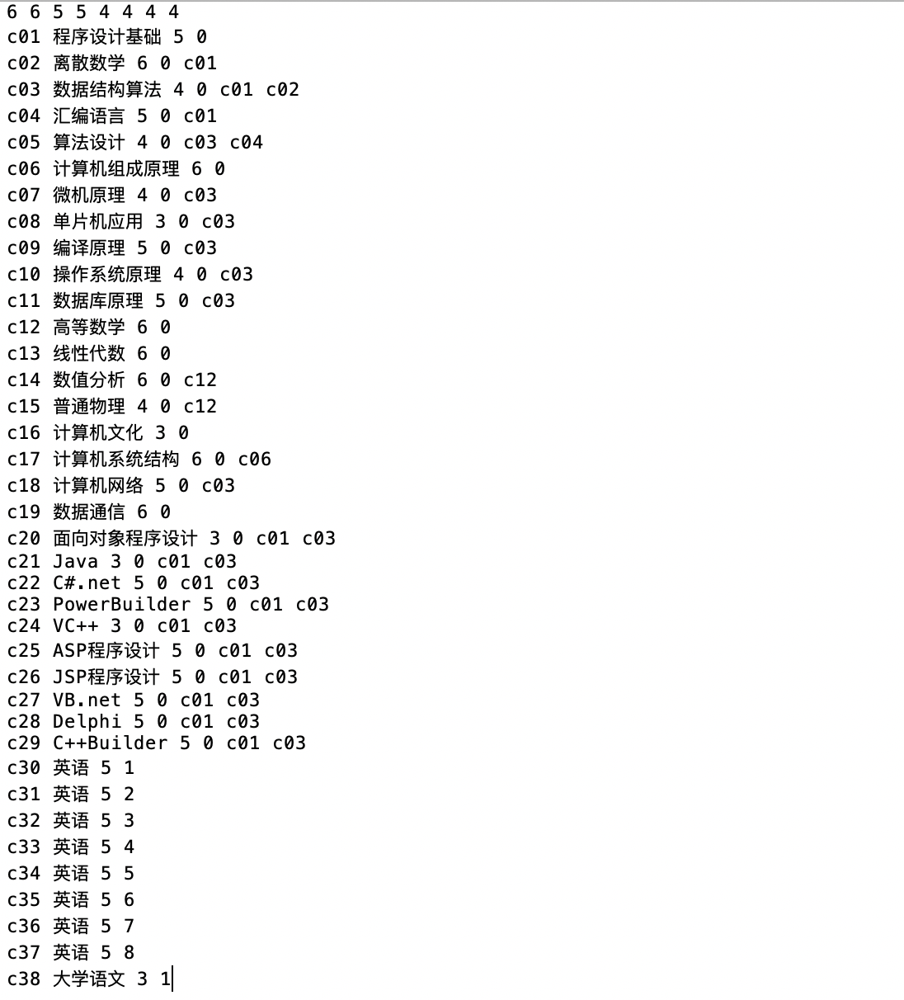 6 6 5 5 4 4 4 4
c01 程序设计基础 5 0
c02 离散数学 6 0 c01
c03 数据结构算法 4 0 c01 c02
c04 汇编语言 5 0 c01
c05 算法设计 4 0 c03 c04
c06 计算机组成原理 6 0
c07 微机原理 4 0 c03
c08 单片机应用 3 0 c03
c09 编译原理 5 0 c03
c10 操作系统原理 4 0 c03
c11 数据库原理 5 0 c03
c12 高等数学 6 0
c13 线性代数 6 0
c14 数值分析 6 0 c12
c15 普通物理 4 0 c12
c16 计算机文化 3 0
c17 计算机系统结构 6 0 c06
c18 计算机网络 5 0 c03
c19 数据通信 6 0
c20 面向对象程序设计 3 0 c01 c03
c21 Java 3 0 c01 c03
c22 C#.net 5 0 c01 c03
c23 PowerBuilder 5 0 c01 c03
c24 VC++ 3 0 c01 c03
c25 ASP程序设计 5 0 c01 c03
c26 JSP程序设计 5 0 c01 c03
c27 VB.net 5 0 c01 c03
c28 Delphi 5 0 c01 c03
c29 C++Builder 5 0 c01 c03
c30 英语 5 1
c31 英语 5 2
c32 英语 5 3
c33 英语 5 4
c34 英语 5 5
c35 英语 5 6
c36 英语 5 7
c37 英语 5 8
c38 大学语文 3 1